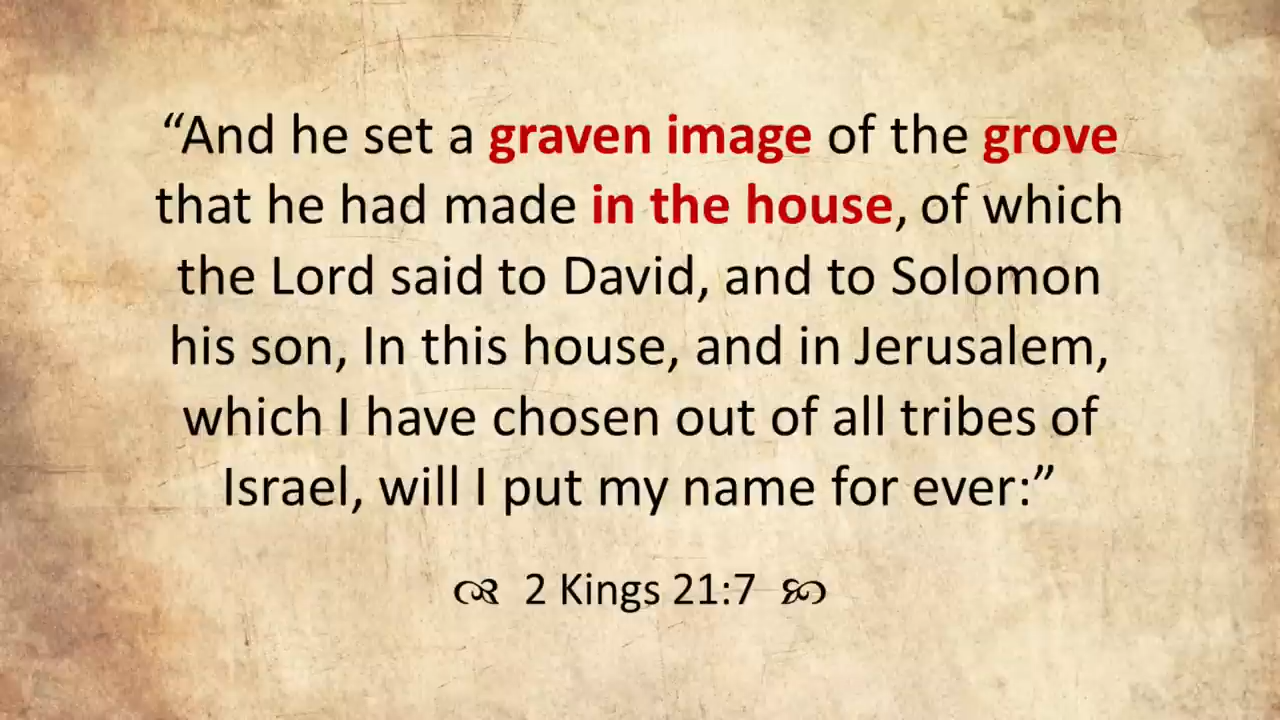 “And he set a graven image of the grove
that he had made in the house, of which
the Lord said to David, and to Solomon
his son, In this house, and in Jerusalem,
which I have chosen out of all tribes of
Israel, will I put my name for ever:”
2 Kings 21:7